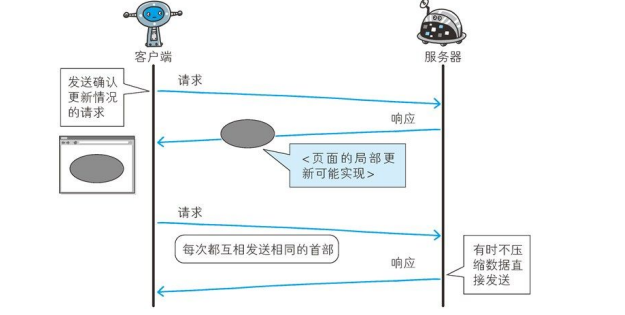 客户端
服务器
发送确认
更新情况
的请求
请求
响应
<页面的局部更
新可能实现>
请求
每次都互相发送相同的首部
响应
有时不压
缩数据直
接发送